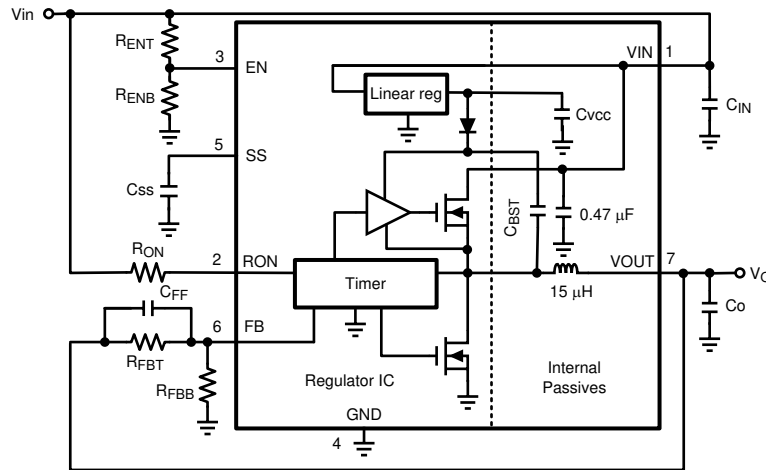 Vin
RENT
3
EN
VIN
1
Linear reg
CVCC
CIN
RENB
5
SS
Css
CBST
0.47 μF
RON
2
RON
Timer
VOUT
7
15 μH
Co
CFF
6
FB
RFBT
RFBB
Regulator IC
Internal
Passives
GND
4